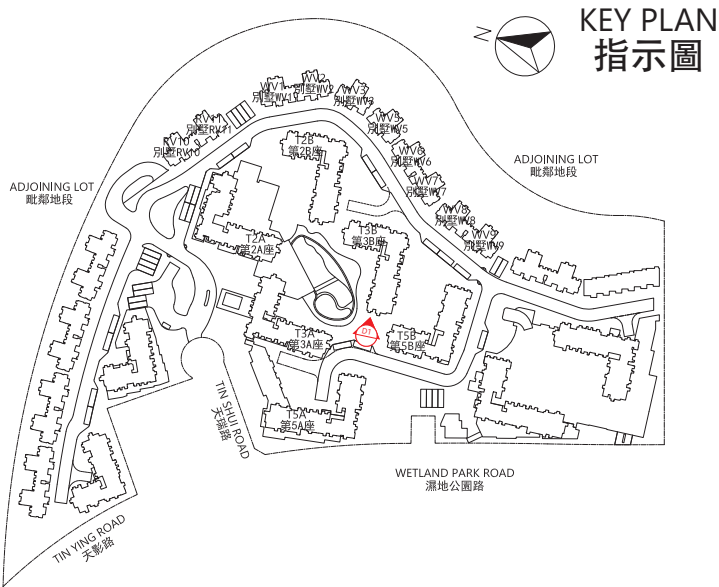 KEY PLAN
指示圖
N
WV1
別墅WV1
WV2
別墅WV2
WV3
別墅WV3
RV11
別墅RV11
RV10
別墅RV10
WV5
別墅WV5
T2B
第2B座
WV6
別墅WV6
ADJOINING LOT
毗鄰地段
WV7
別墅WV7
ADJOINING LOT
毗鄰地段
WV8
別墅WV8
T3B
第3B座
WV9
別墅WV9
T2A
第2A座
D1
T3A
第3A座
T5B
第5B座
TIN SHUI ROAD
天瑞路
T5A
第5A座
WETLAND PARK ROAD
濕地公園路
TIN YING ROAD
天影路